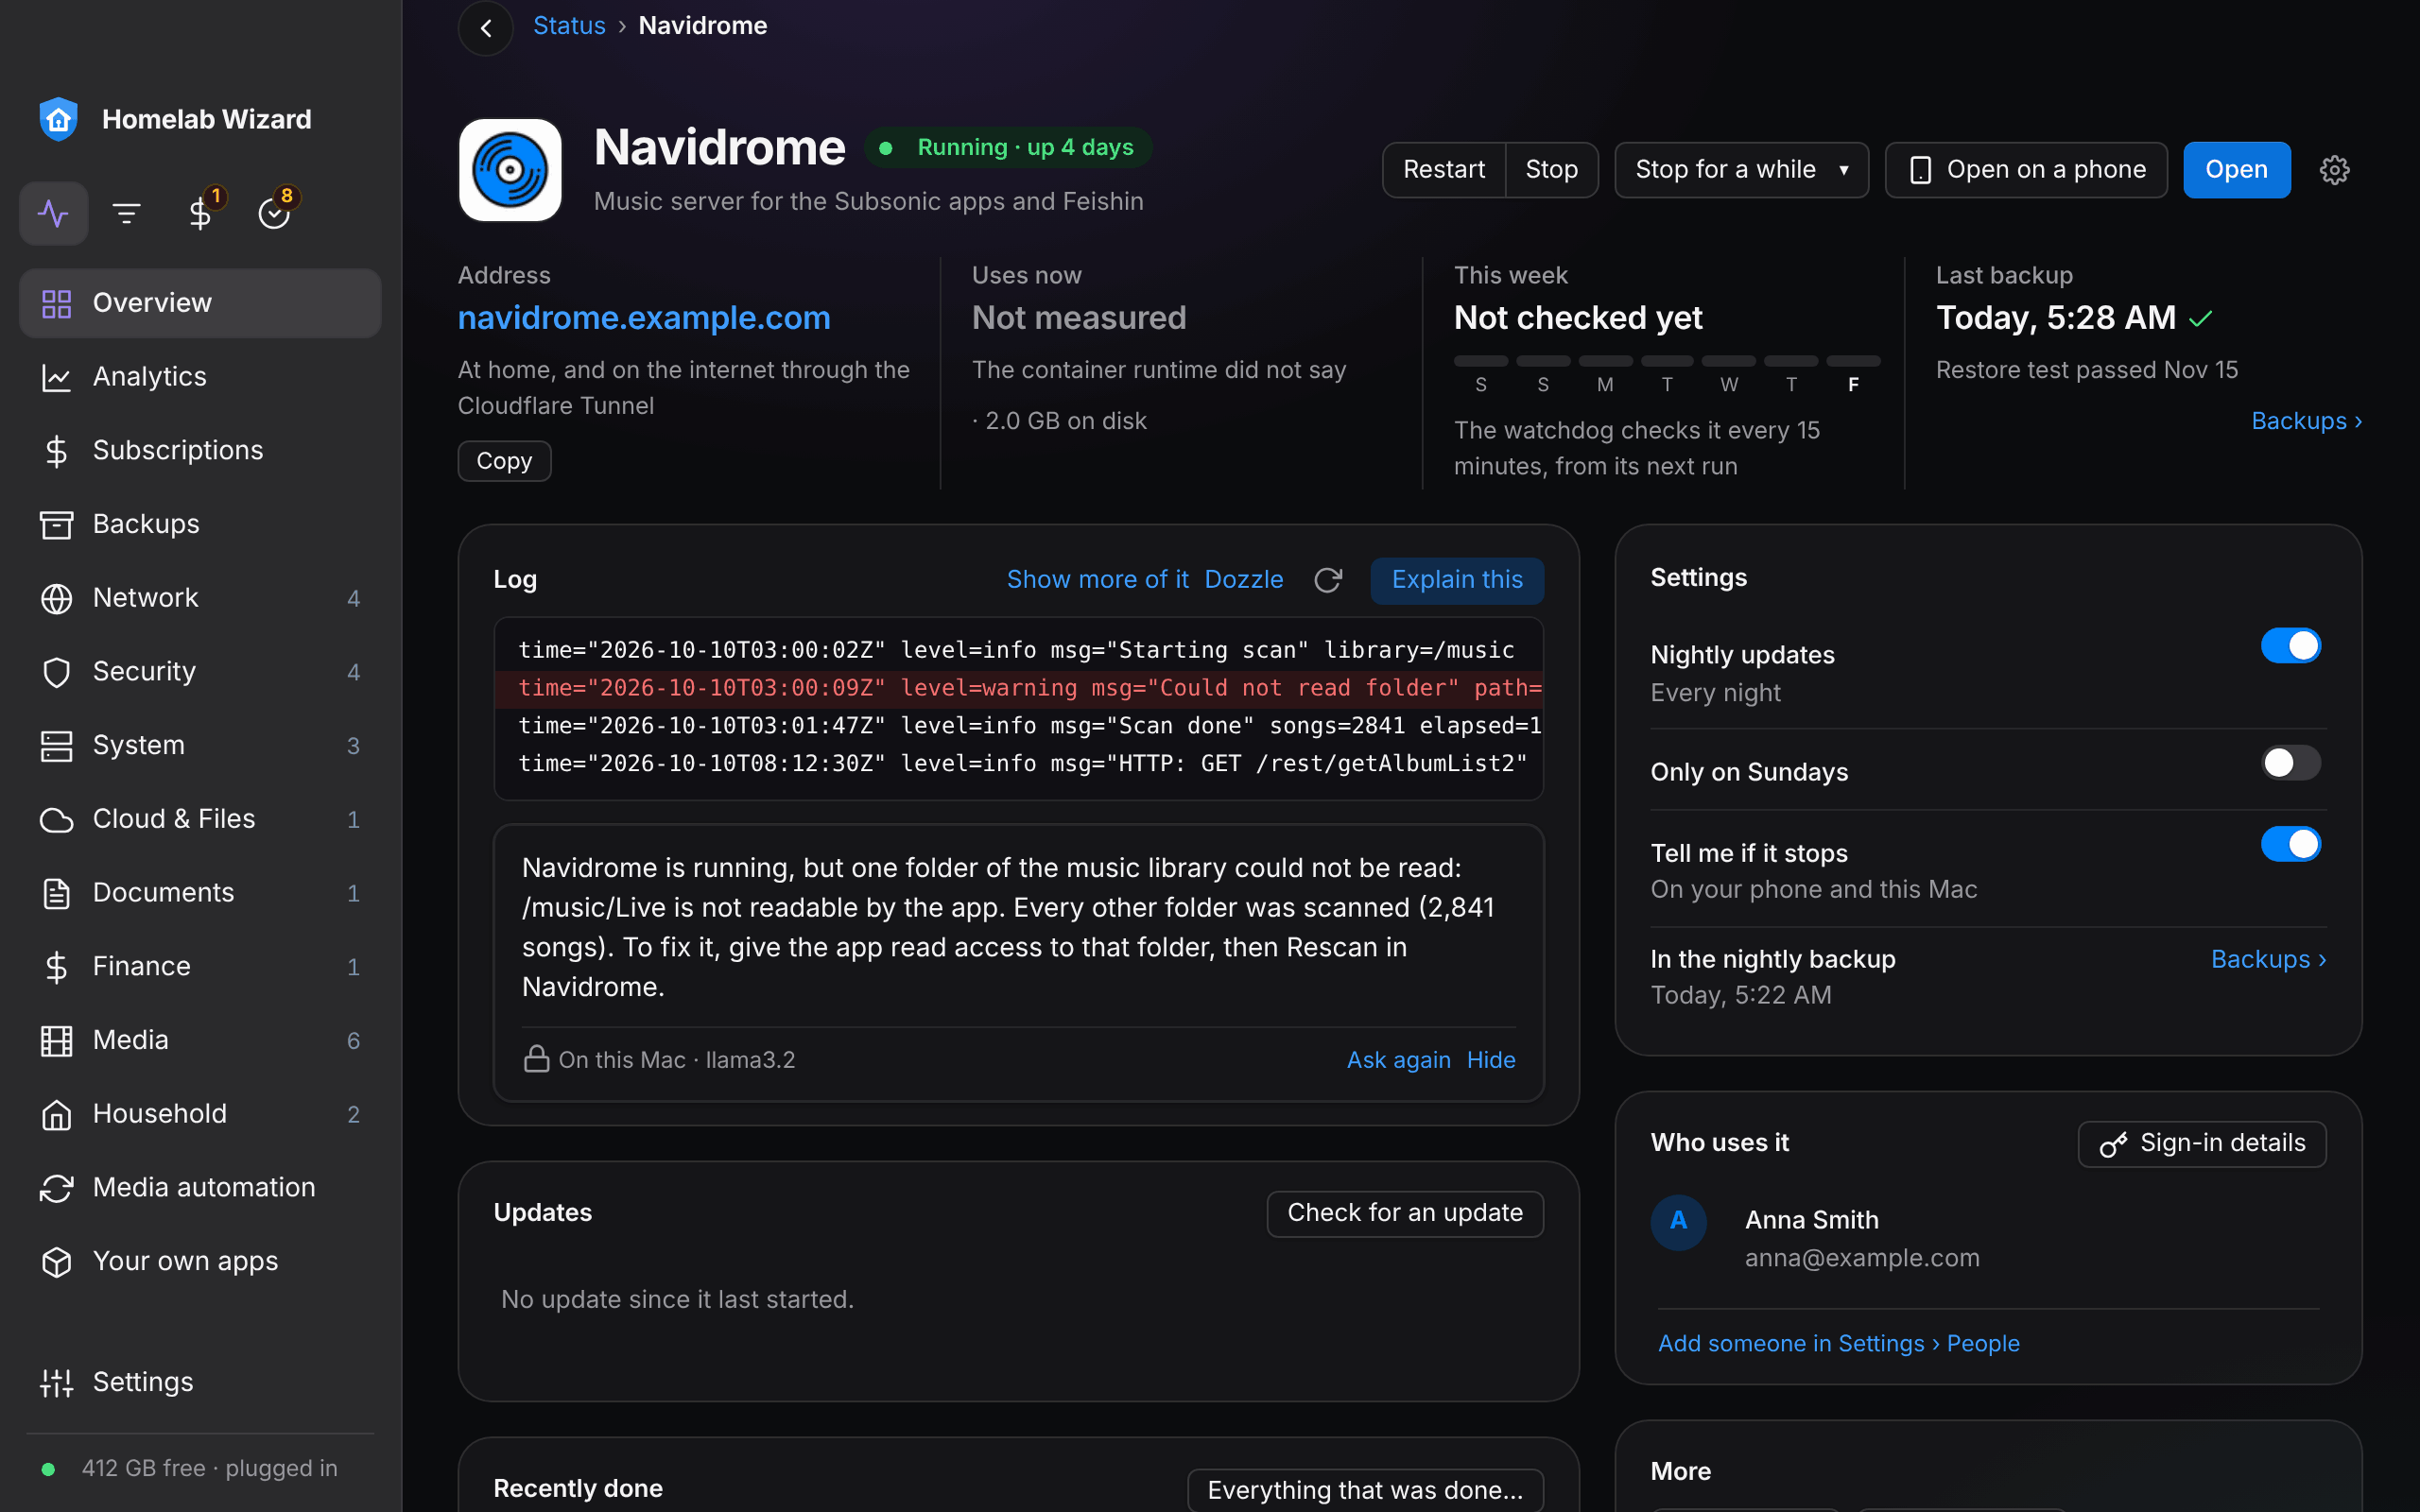 Homelab Wizard
1
8
Overview
Analytics
Subscriptions
Backups
Network 4
Security 4
System 3
Cloud & Files 1
Documents 1
Finance 1
Media 6
Household 2
Media automation
Your own apps
Settings
412 GB free · plugged in
Status › Navidrome
Navidrome
Running · up 4 days
Music server for the Subsonic apps and Feishin
Restart
Stop
Stop for a while ▾
Open on a phone
Open
Address
navidrome.example.com
At home, and on the internet through the
Cloudflare Tunnel
Copy
Uses now
Not measured
The container runtime did not say
· 2.0 GB on disk
This week
Not checked yet
S S M T W T F
The watchdog checks it every 15
minutes, from its next run
Last backup
Today, 5:28 AM ✓
Restore test passed Nov 15
Backups ›
Log
Show more of it
Dozzle
Explain this
time="2026-10-10T03:00:02Z" level=info msg="Starting scan" library=/music
time="2026-10-10T03:00:09Z" level=warning msg="Could not read folder" path=
time="2026-10-10T03:01:47Z" level=info msg="Scan done" songs=2841 elapsed=1
time="2026-10-10T08:12:30Z" level=info msg="HTTP: GET /rest/getAlbumList2"
Navidrome is running, but one folder of the music library could not be read:
/music/Live is not readable by the app. Every other folder was scanned (2,841
songs). To fix it, give the app read access to that folder, then Rescan in
Navidrome.
On this Mac · llama3.2
Ask again
Hide
Updates
Check for an update
No update since it last started.
Recently done
Everything that was done...
Settings
Nightly updates
Every night
Only on Sundays
Tell me if it stops
On your phone and this Mac
In the nightly backup
Backups ›
Today, 5:22 AM
Who uses it
Sign-in details
A
Anna Smith
anna@example.com
Add someone in Settings › People
More